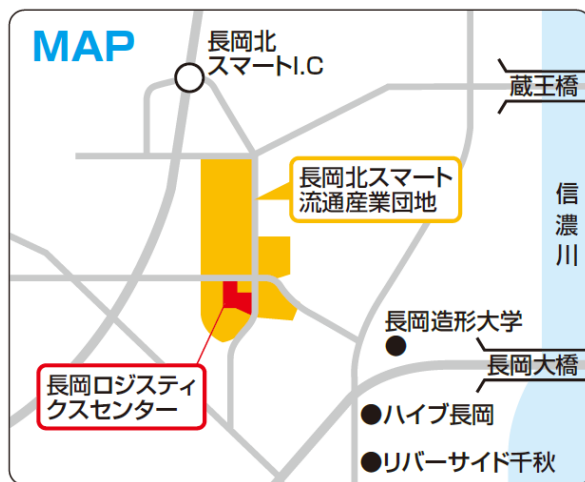 MAP
長岡北
スマートI.C
蔵王橋
長岡北スマート
流通産業団地
信濃川
長岡造形大学
長岡大橋
長岡ロジスティ
クスセンター
●ハイブ長岡
●リバーサイド千秋